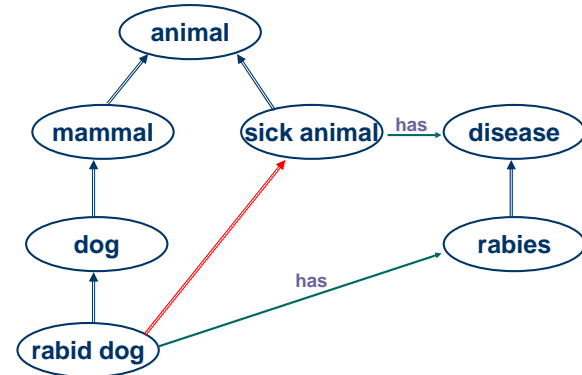 animal
mammal
sick animal
has
disease
dog
rabies
has
rabid dog